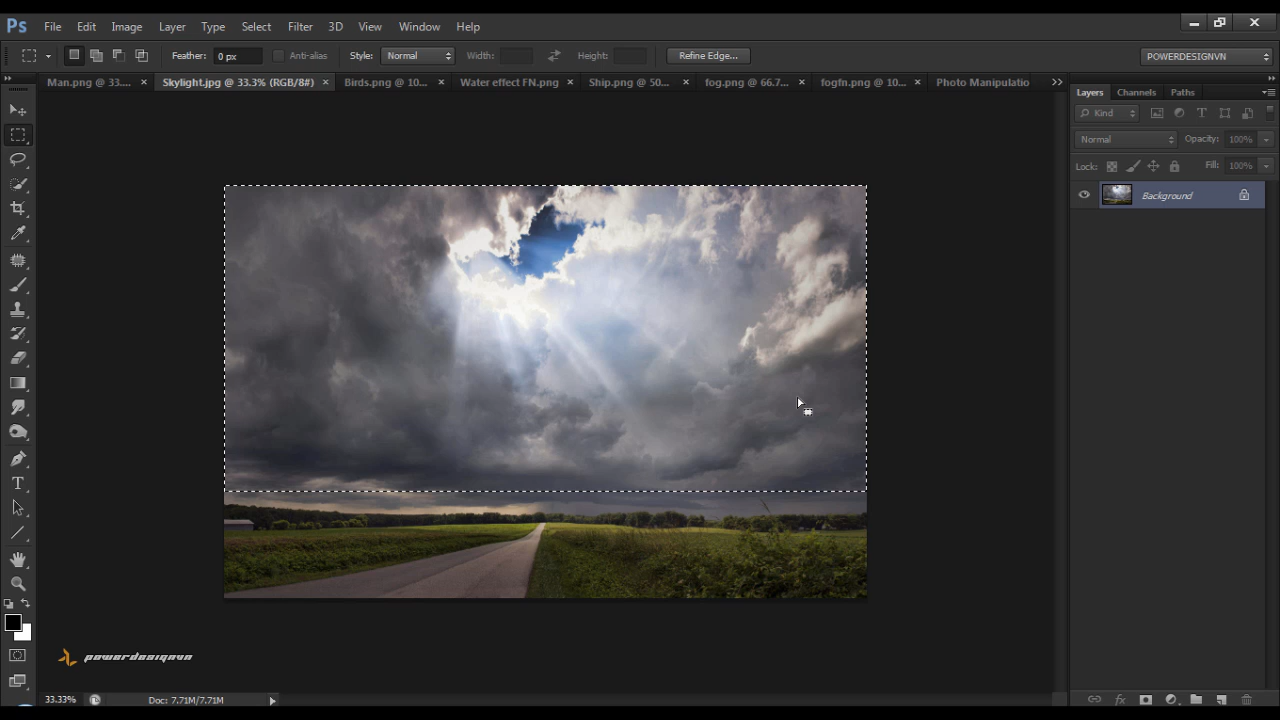 Ps File Edit Image Layer Type Select Filter 3D View Window Help
Feather: 0 px Anti-alias Style: Normal Width: Height: Refine Edge... POWERDESIGNVN
Man.png @ 33.... × Skylight.jpg @ 33.3% (RGB/8#) × Birds.png @ 10... × Water effect FN.png × Ship.png @ 50... × fog.png @ 66.7... × fogfn.png @ 10... × Photo Manipulatio >>
Layers Channels Paths
Kind
Normal Opacity: 100%
Lock: Fill: 100%
Background
powerdesignvn
33.33% Doc: 7.71M/7.71M